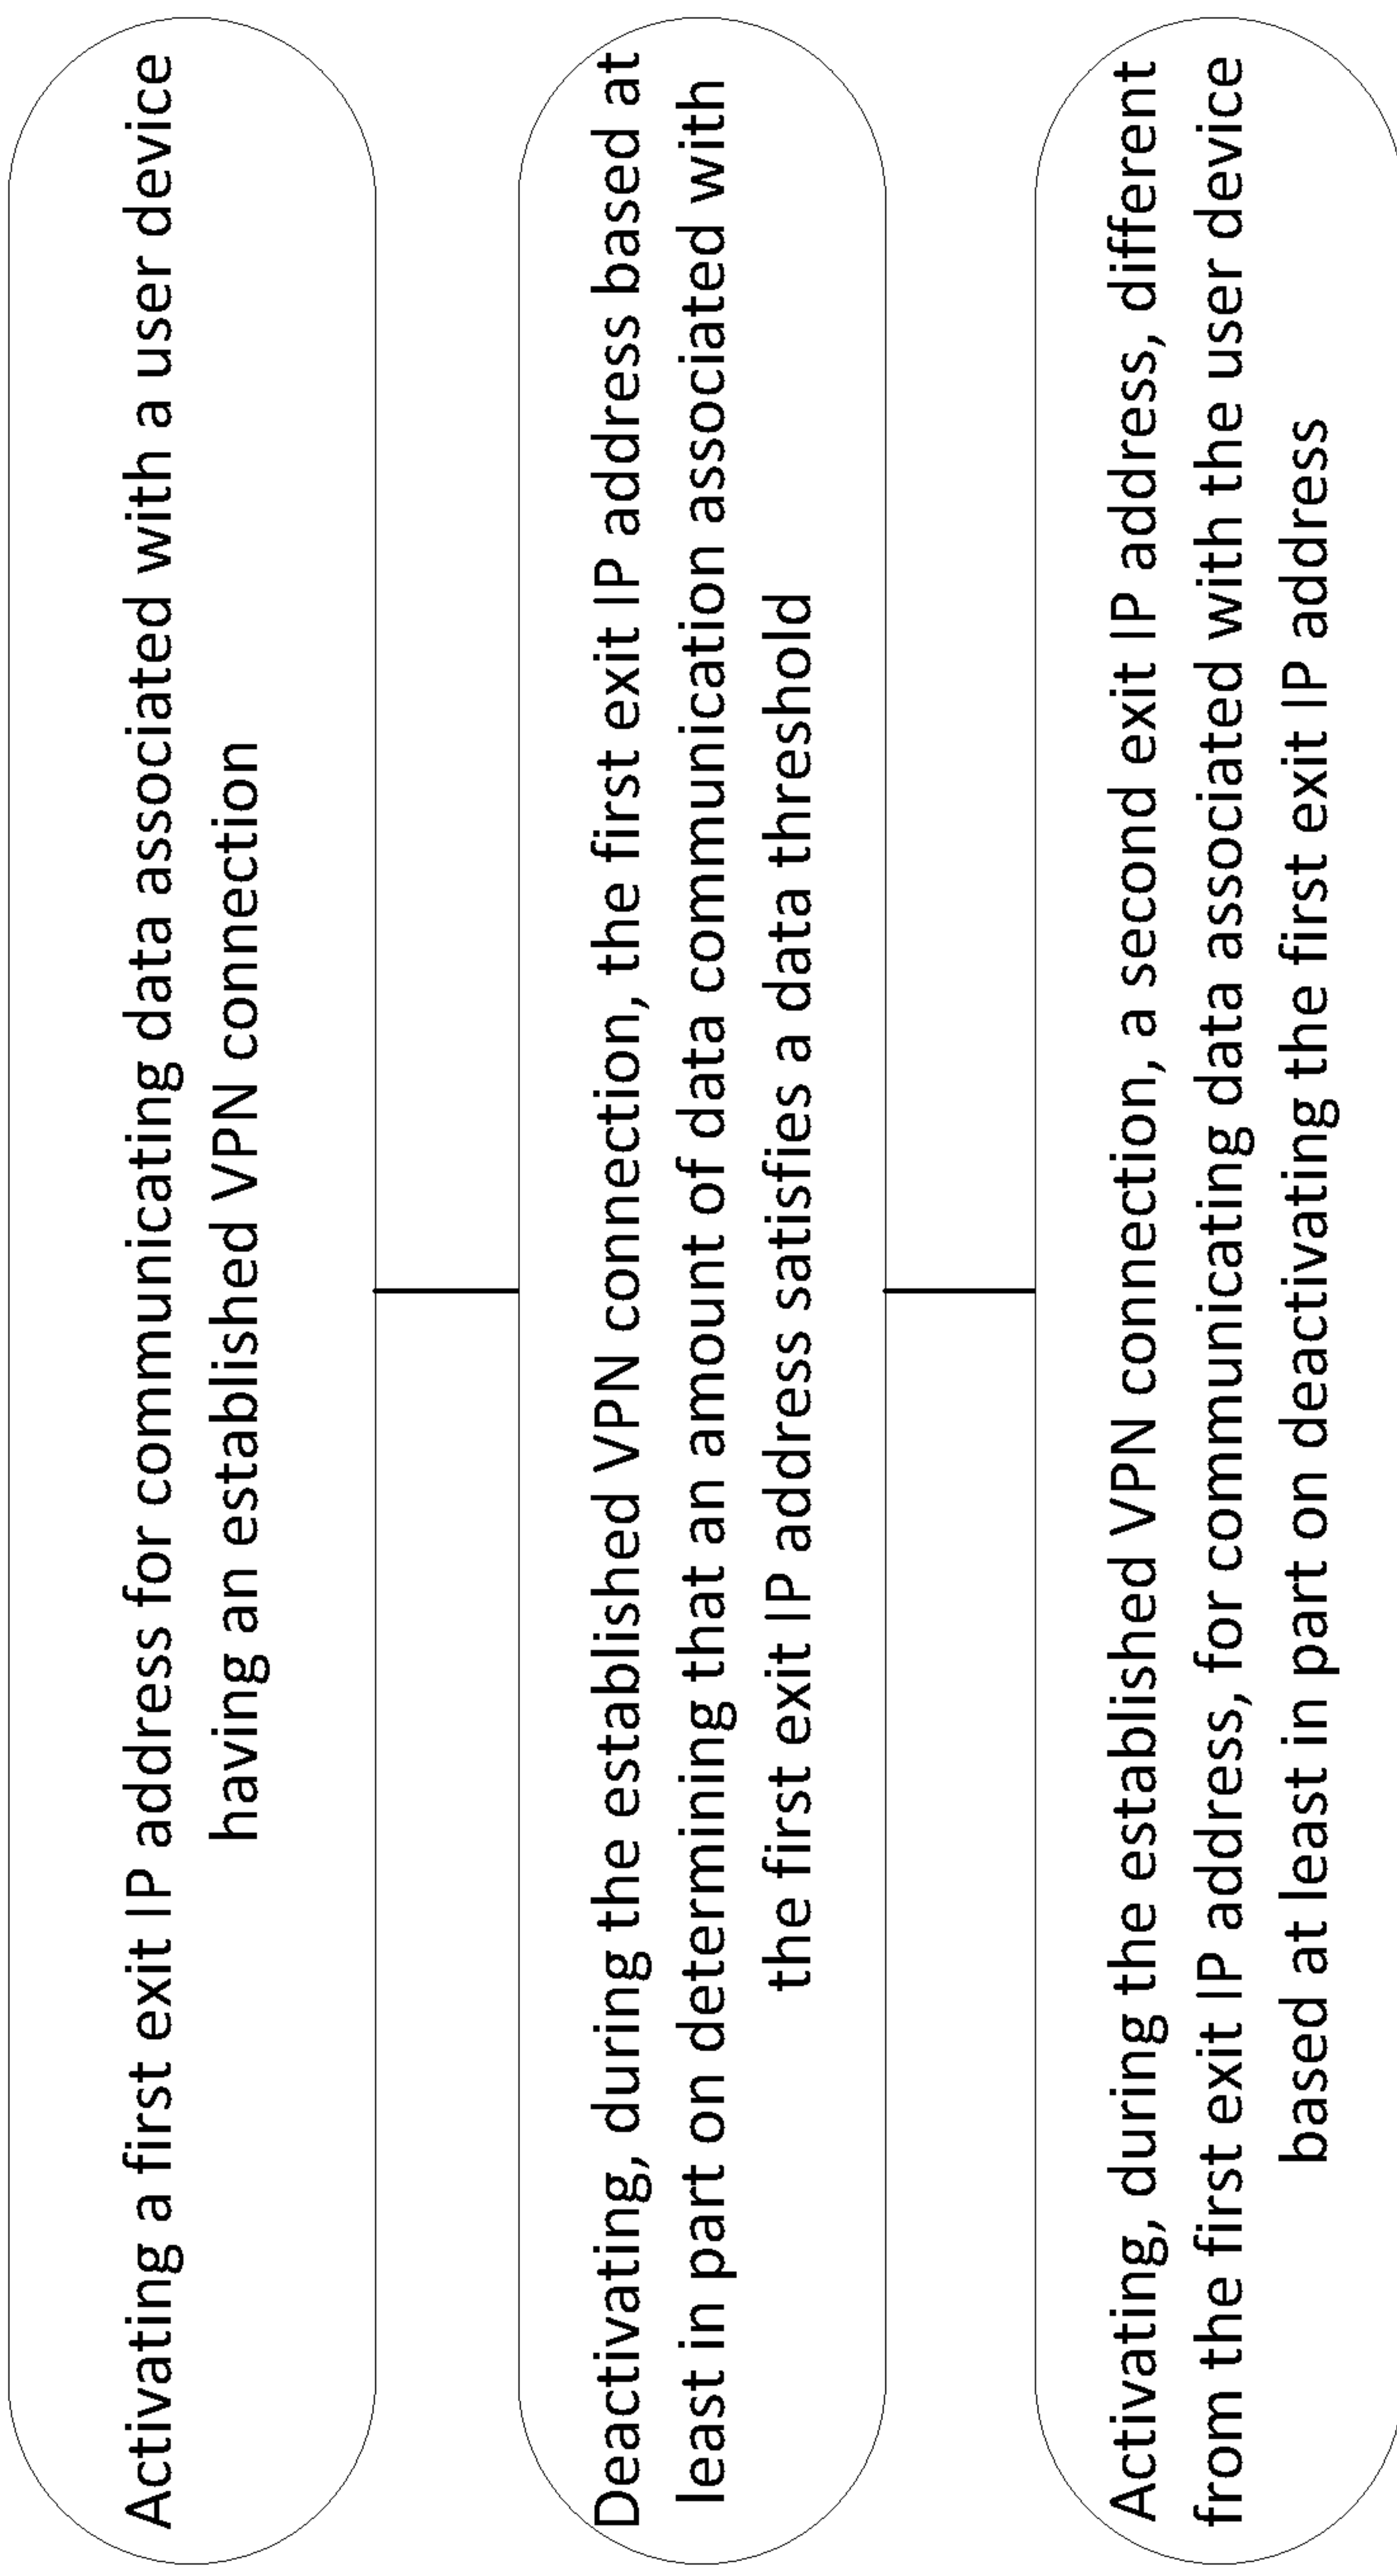 Activating a first exit IP address for communicating data associated with a user device
having an established VPN connection
Deactivating, during the established VPN connection, the first exit IP address based at
least in part on determining that an amount of data communication associated with
the first exit IP address satisfies a data threshold
Activating, during the established VPN connection, a second exit IP address, different
from the first exit IP address, for communicating data associated with the user device
based at least in part on deactivating the first exit IP address